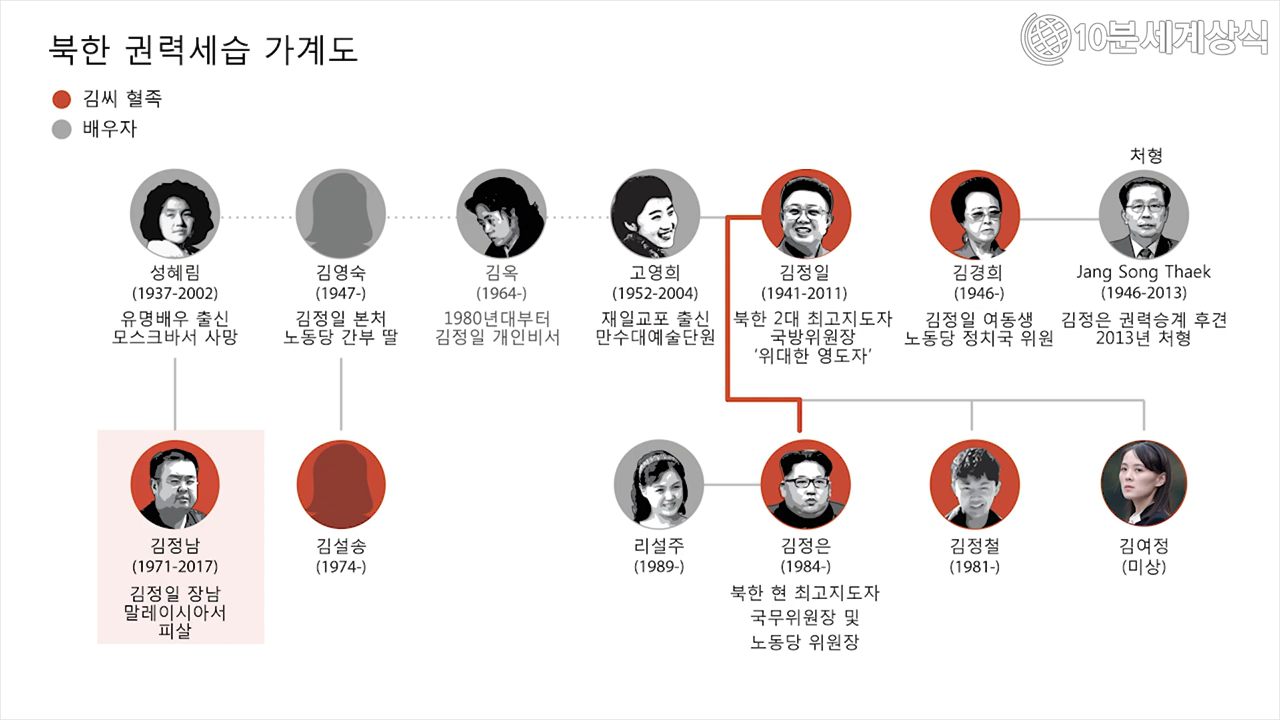 북한 권력세습 가계도
10분세계상식
김씨 혈족
배우자
처형
성혜림
(1937-2002)
유명배우 출신
모스크바서 사망
김영숙
(1947-)
김정일 본처
노동당 간부 딸
김옥
(1964-)
1980년대부터
김정일 개인비서
고영희
(1952-2004)
재일교포 출신
만수대예술단원
김정일
(1941-2011)
북한 2대 최고지도자
국방위원장
‘위대한 영도자’
김경희
(1946-)
김정일 여동생
노동당 정치국 위원
Jang Song Thaek
(1946-2013)
김정은 권력승계 후견
2013년 처형
김정남
(1971-2017)
김정일 장남
말레이시아서
피살
김설송
(1974-)
리설주
(1989-)
김정은
(1984-)
북한 현 최고지도자
국무위원장 및
노동당 위원장
김정철
(1981-)
김여정
(미상)